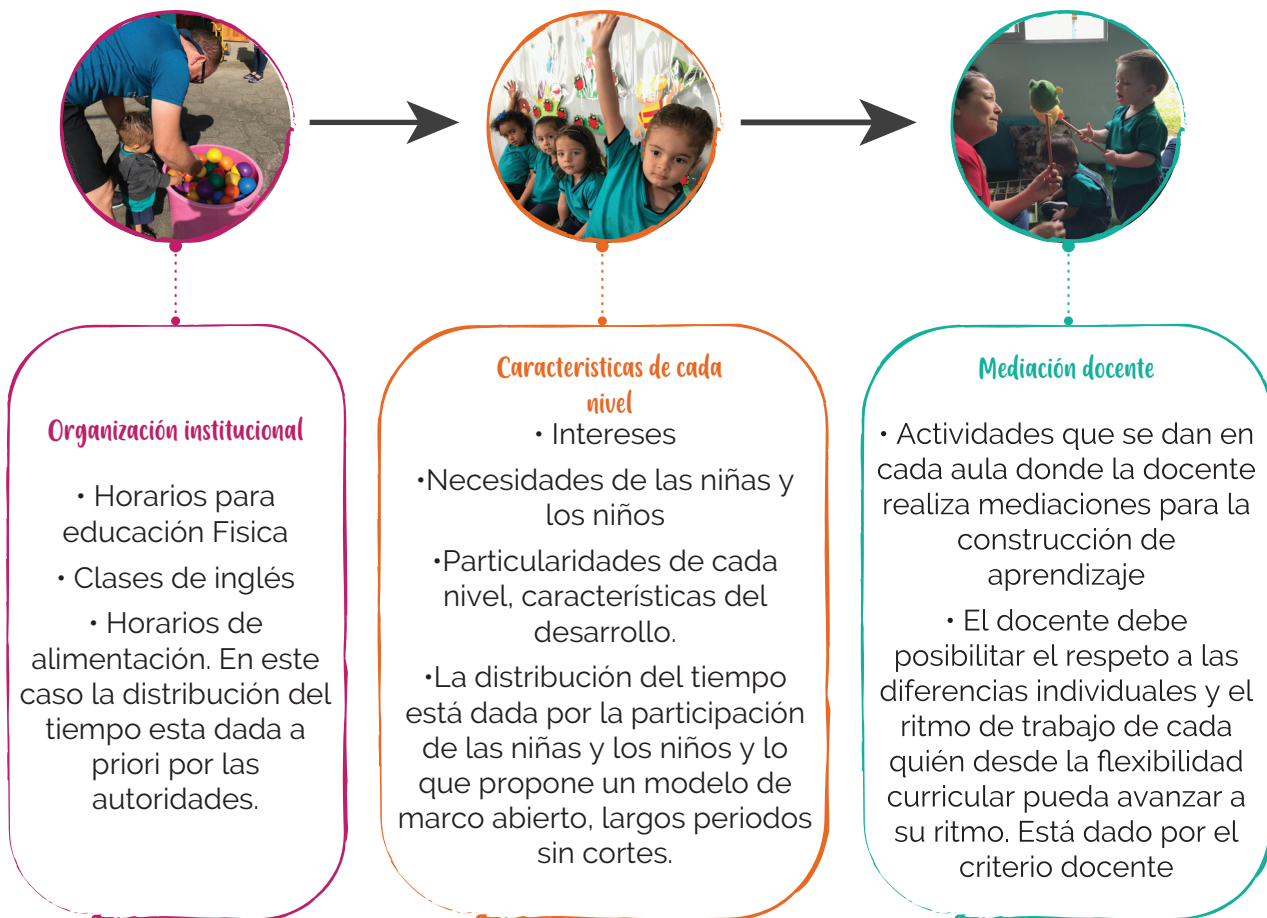 Organización institucional
• Horarios para
educación Fisica
• Clases de inglés
• Horarios de
alimentación. En este
caso la distribución del
tiempo esta dada a
priori por las
autoridades.
Caracteristicas de cada
nivel
• Intereses
•Necesidades de las niñas y
los niños
•Particularidades de cada
nivel, característícas del
desarrollo.
•La distribución del tiempo
está dada por la participación
de las niñas y los niños y lo
que propone un modelo de
marco abierto, largos periodos
sin cortes.
Mediación docente
• Actividades que se dan en
cada aula donde la docente
realiza mediaciones para la
construcción de
aprendizaje
• El docente debe
posibilitar el respeto a las
diferencias individuales y el
ritmo de trabajo de cada
quién desde la flexibilidad
curricular pueda avanzar a
su ritmo. Está dado por el
criterio docente